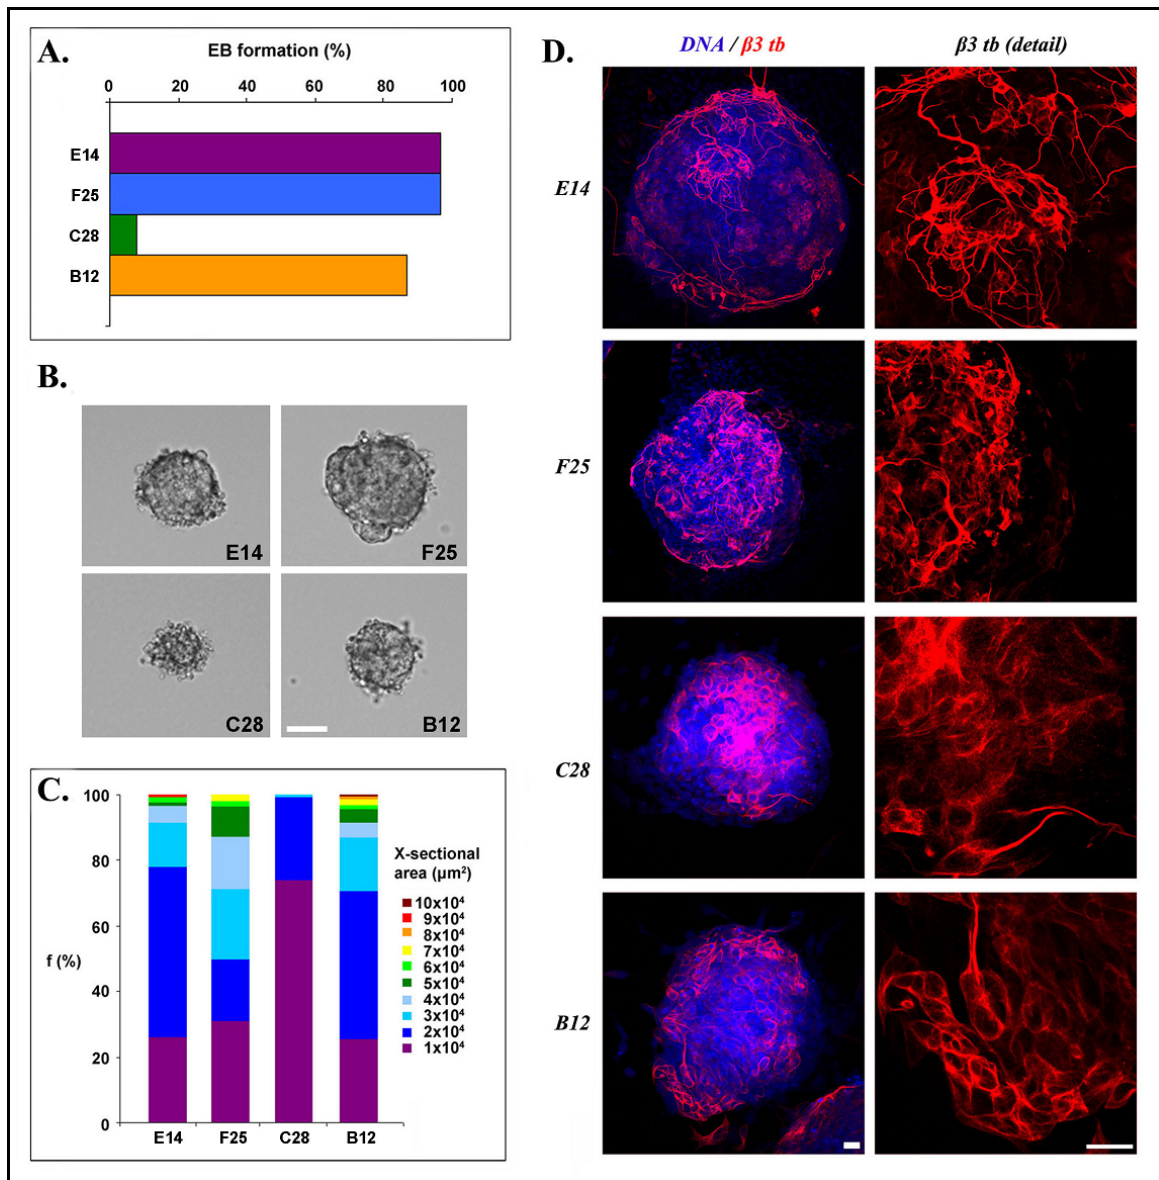 A.
EB formation (%)
0 20 40 60 80 100
E14
F25
C28
B12
B.
E14
F25
C28
B12
C.
100
80
60
40
20
0
f (%)
E14 F25 C28 B12
X-sectional
area (µm²)
10x10⁴
9x10⁴
8x10⁴
7x10⁴
6x10⁴
5x10⁴
4x10⁴
3x10⁴
2x10⁴
1x10⁴
D.
DNA / β3 tb
β3 tb (detail)
E14
F25
C28
B12